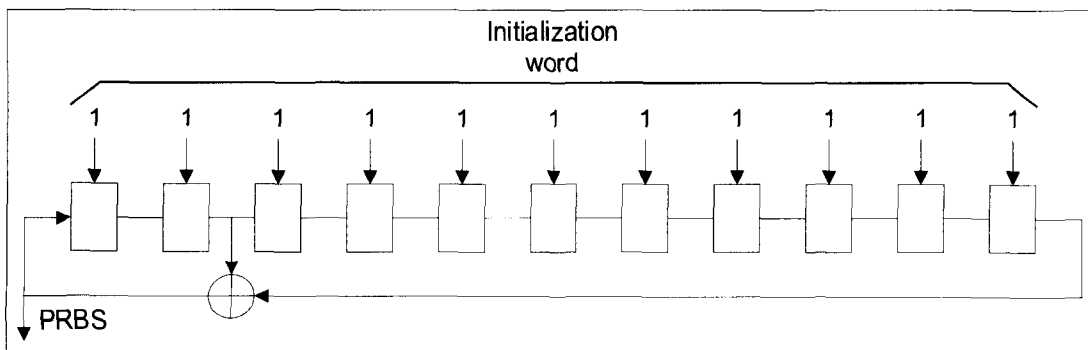 Initialization
word
1 1 1 1 1 1 1 1 1 1 1
PRBS